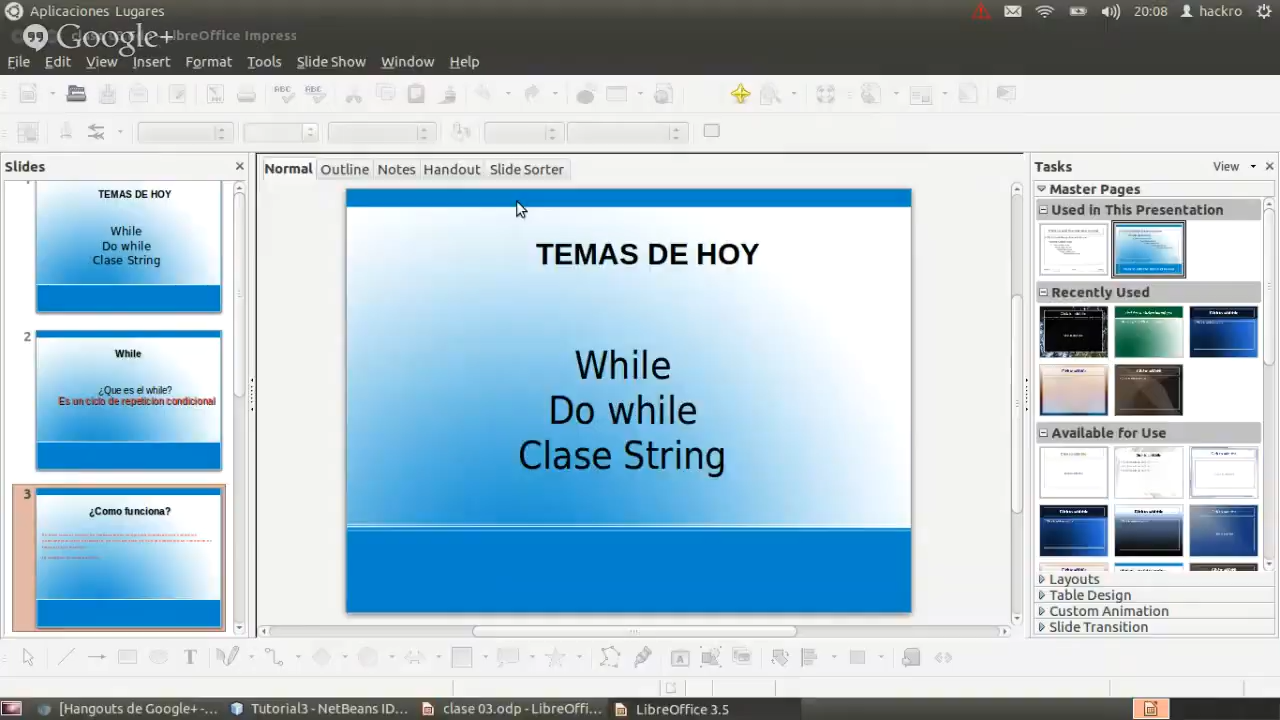 Aplicaciones Lugares
20:08 hackro
Google+
LibreOffice Impress
File Edit View Insert Format Tools Slide Show Window Help
Slides
Normal Outline Notes Handout Slide Sorter
Tasks
View
TEMAS DE HOY
While
Do while
Clase String
2
While
¿Que es el while?
Es un ciclo de repeticion condicional
3
¿Como funciona?
TEMAS DE HOY
While
Do while
Clase String
Master Pages
Used in This Presentation
Recently Used
Available for Use
Layouts
Table Design
Custom Animation
Slide Transition
[Hangouts de Google+ -... Tutorial3 - NetBeans ID... clase 03.odp - LibreOffi... LibreOffice 3.5